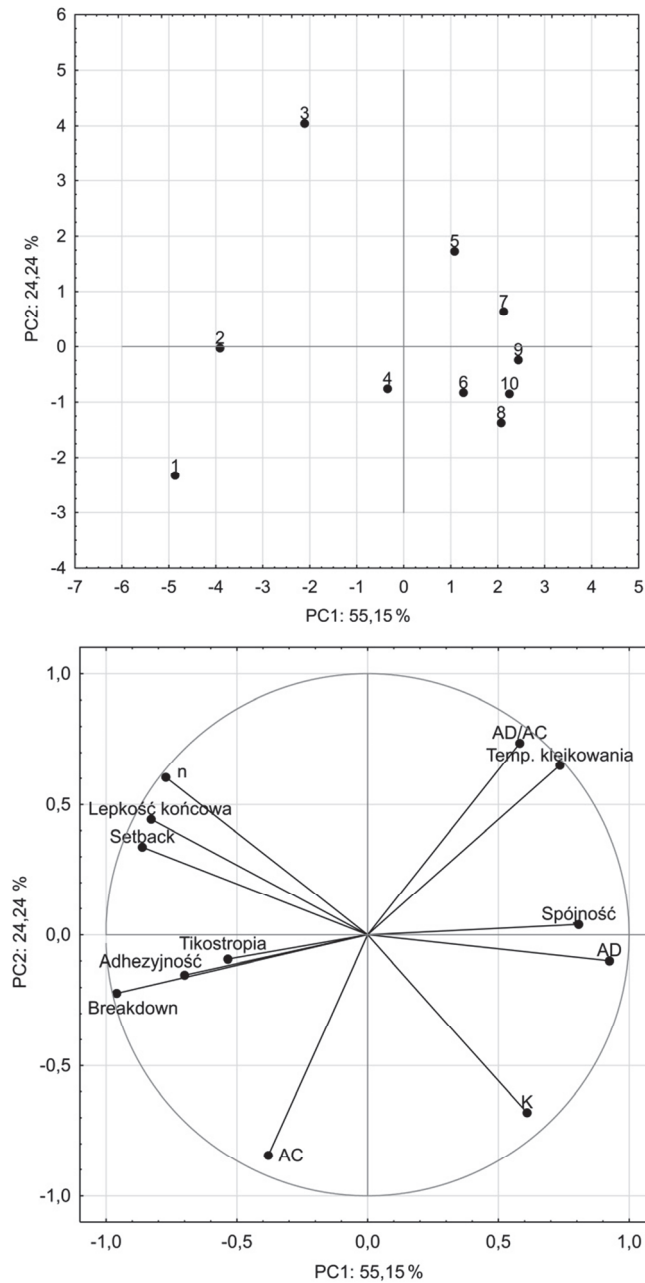 6
5
4
3
2
1
0
-1
-2
-3
-4
PC2: 24,24 %
3
5
7
2
9
4
6
10
8
1
-7 -6 -5 -4 -3 -2 -1 0 1 2 3 4 5
PC1: 55,15 %
1,0
0,5
0,0
-0,5
-1,0
PC2: 24,24 %
AD/AC
Temp. kleikowania
n
Lepkość końcowa
Setback
Spójność
Tikostropia
AD
Adhezyjność
Breakdown
K
AC
-1,0 -0,5 0,0 0,5 1,0
PC1: 55,15 %